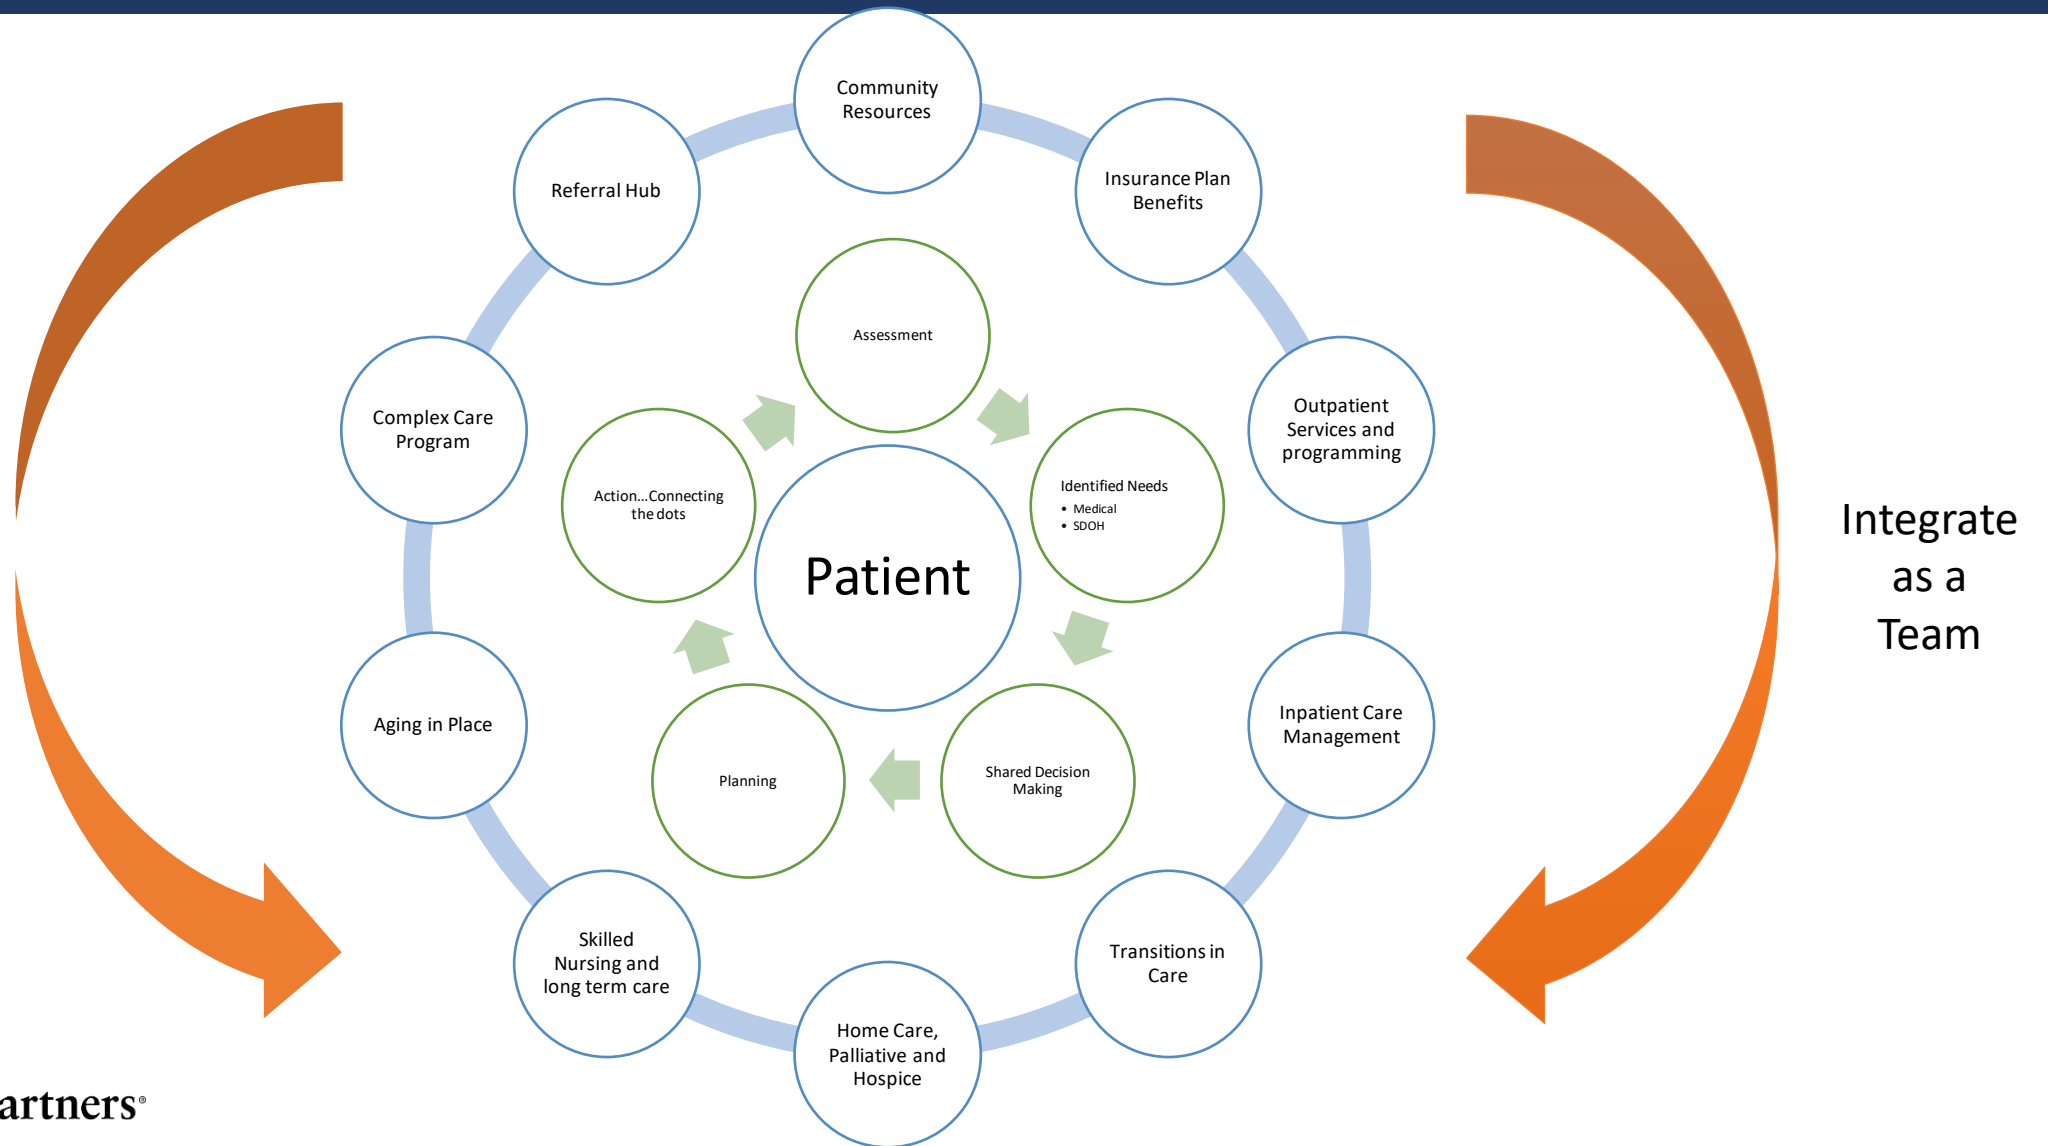 Community
Resources
Insurance Plan
Benefits
Outpatient
Services and
programming
Inpatient Care
Management
Transitions in
Care
Home Care,
Palliative and
Hospice
Skilled
Nursing and
long term care
Aging in Place
Complex Care
Program
Referral Hub
Assessment
Identified Needs
• Medical
• SDOH
Shared Decision
Making
Planning
Action...Connecting
the dots
Patient
Integrate
as a
Team
artners®